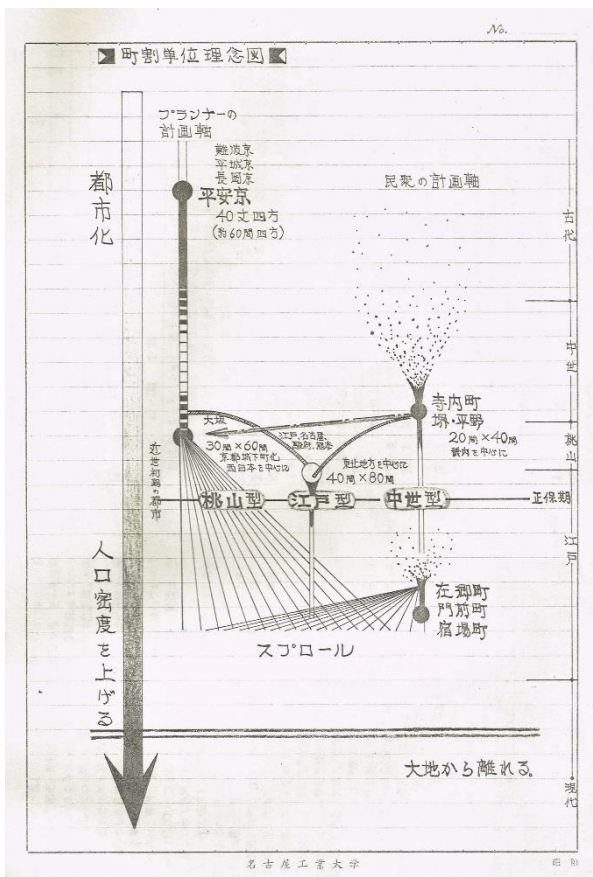 No.
町割単位理念図
プランナーの
計画軸
難波京
平城京
長岡京
平安京
40丈四方
(約60間四方)
都市化
民衆の計画軸
古代
中世
桃山
江戸
現代
寺内町
堺・平野
20間×40間
畿内を中心に
大坂
30間×60間
京都城下町化
西日本を中心に
江戸、名古屋、
駿府、熊本
東北地方を中心に
40間×80間
近世初期の都市
桃山型
江戸型
中世型
正保期
在郷町
門前町
宿場町
スプロール
人口密度を上げる
大地から離れる。
名古屋工業大学